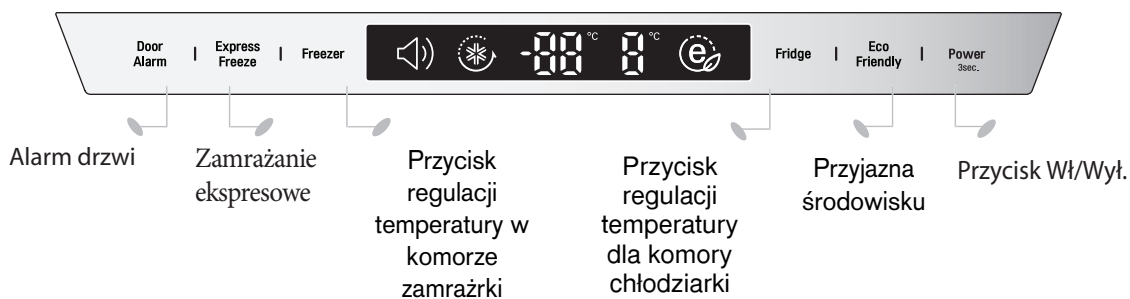 Door
Alarm
Express
Freeze
Freezer
-88 °C
8 °C
e
Fridge
Eco
Friendly
Power
3sec.
Alarm drzwi
Zamrażanie
ekspresowe
Przycisk
regulacji
temperatury w
komorze
zamrażrki
Przycisk
regulacji
temperatury
dla komory
chłodziarki
Przyjazna
środowisku
Przycisk Wł/Wył.